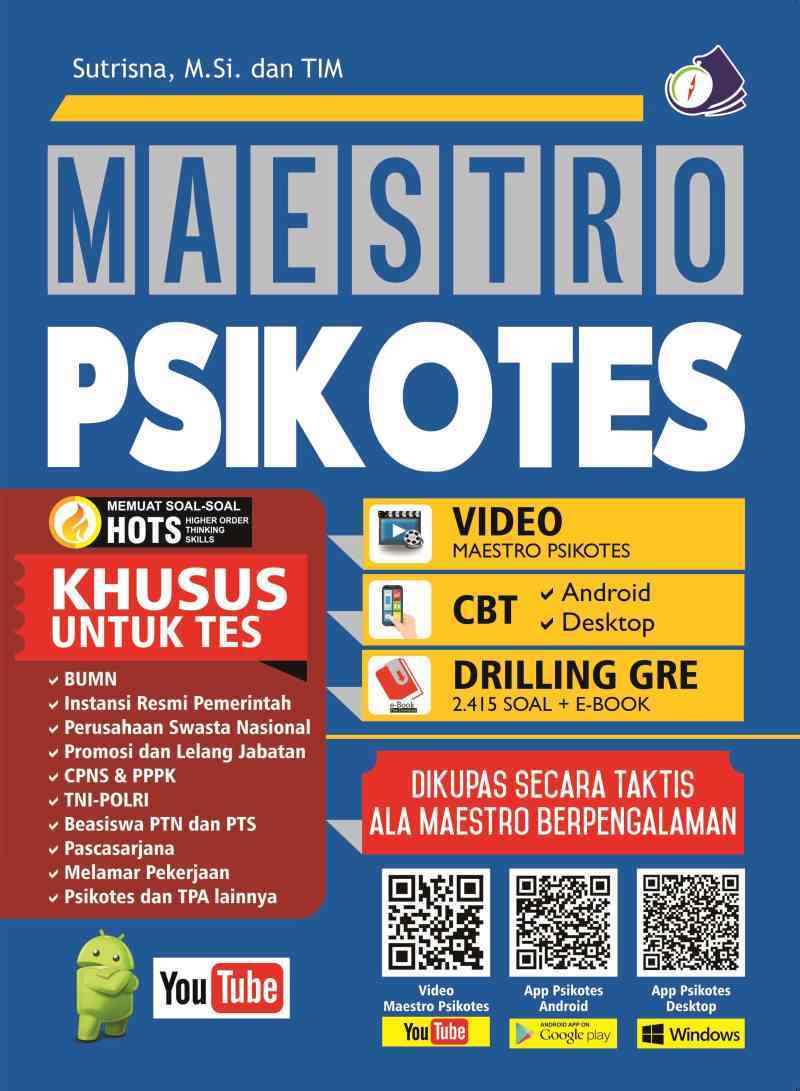 Sutrisna, M.Si. dan TIM
MAESTRO
PSIKOTES
MEMUAT SOAL-SOAL
HOTS HIGHER ORDER
THINKING
SKILLS
KHUSUS
UNTUK TES
BUMN
Instansi Resmi Pemerintah
Perusahaan Swasta Nasional
Promosi dan Lelang Jabatan
CPNS & PPPK
TNI-POLRI
Beasiswa PTN dan PTS
Pascasarjana
Melamar Pekerjaan
Psikotes dan TPA lainnya
VIDEO
MAESTRO PSIKOTES
CBT
Android
Desktop
e-Book
DRILLING GRE
2.415 SOAL + E-BOOK
DIKUPAS SECARA TAKTIS
ALA MAESTRO BERPENGALAMAN
YouTube
Video
Maestro Psikotes
YouTube
App Psikotes
Android
ANDROID APP ON
Google play
App Psikotes
Desktop
Windows